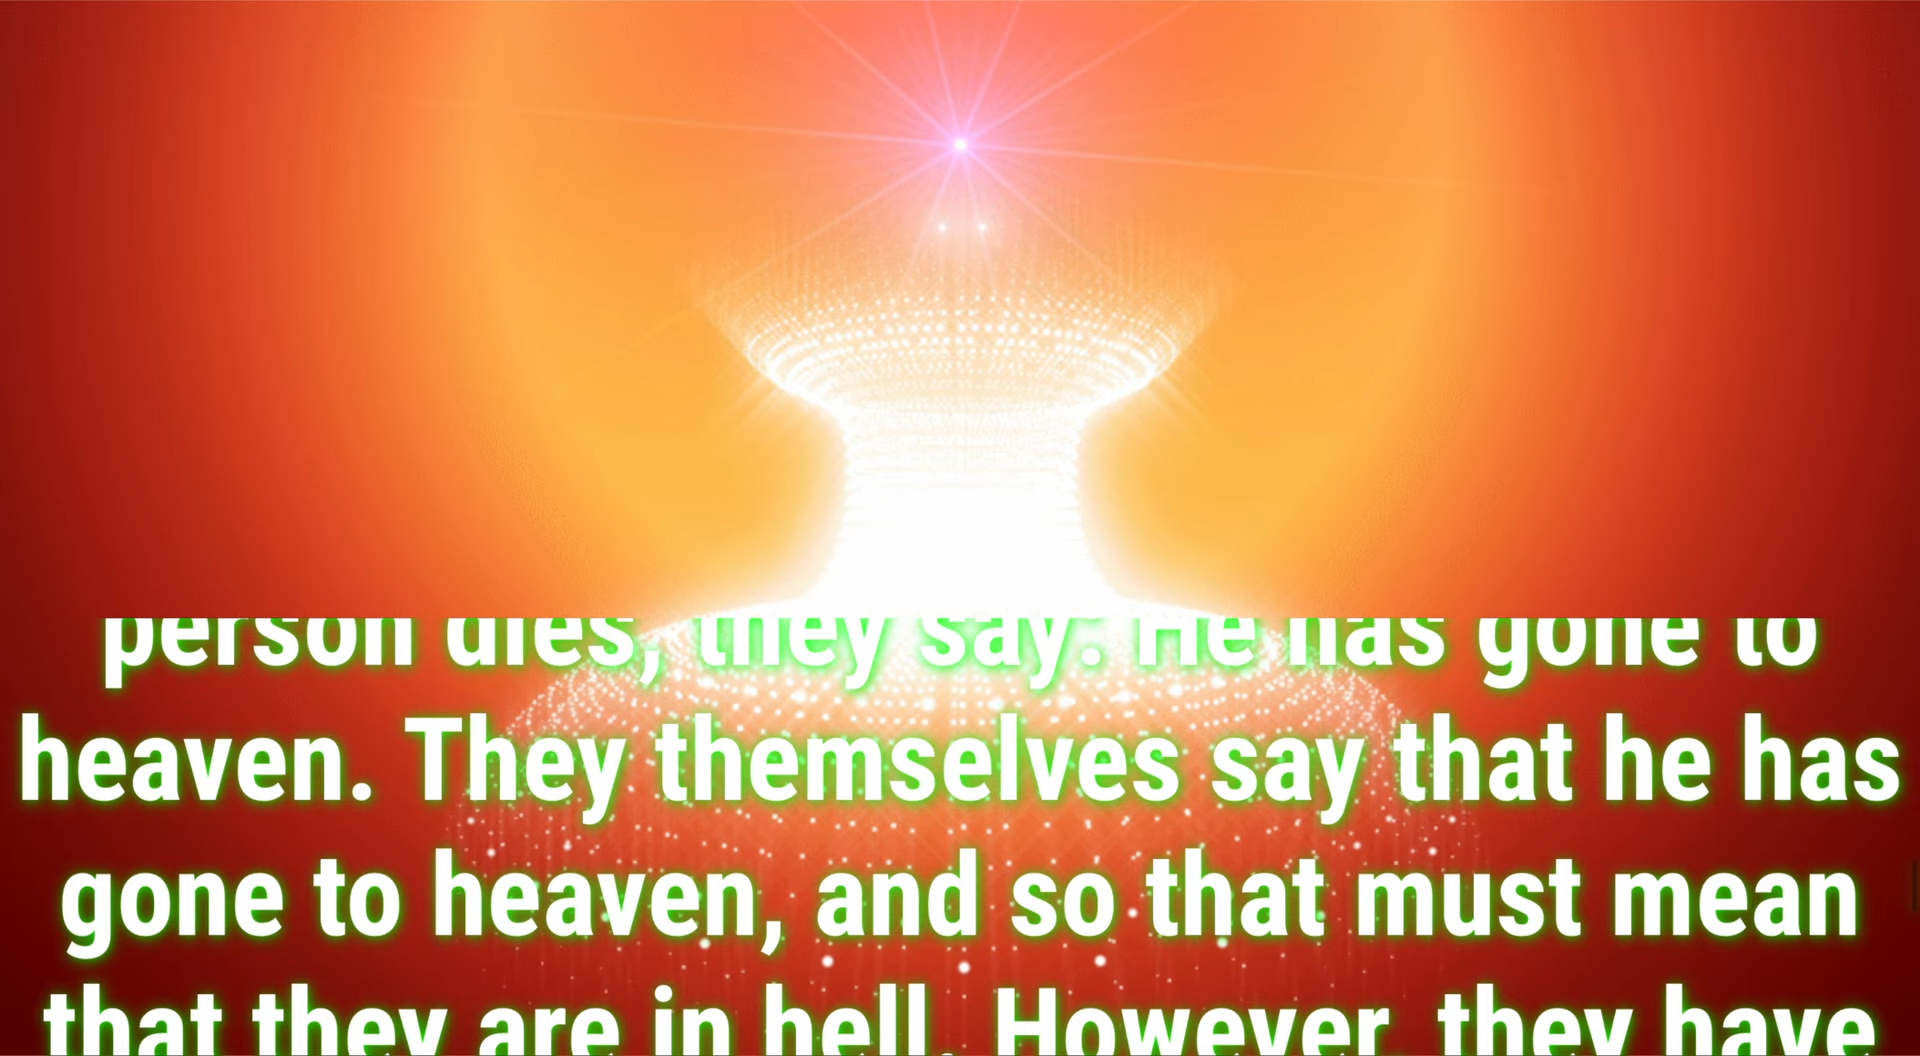 person dies, they say: He has gone to
heaven. They themselves say that he has
gone to heaven, and so that must mean
that they are in hell. However, they have